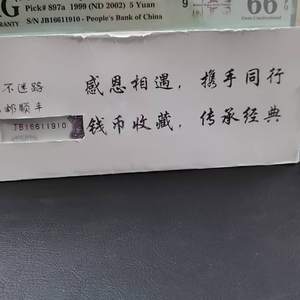 Pick# 897a 1999 (ND 2002) 5 Yuan
S/N JB16611910 - People's Bank of China
66
感恩相遇，携手同行
钱币收藏，传承经典
不迷路
邮顺丰
JB16611910